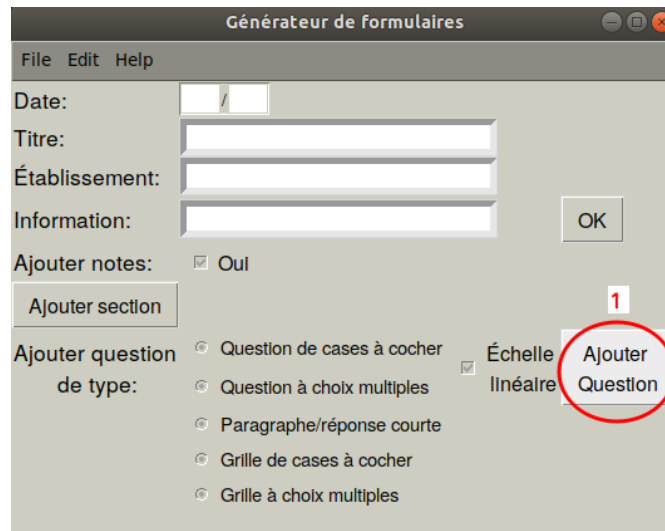 Générateur de formulaires
File Edit Help
Date: /
Titre:
Établissement:
Information: OK
Ajouter notes: Oui
Ajouter section
1
Ajouter question
de type:
Question de cases à cocher
Question à choix multiples
Paragraphe/réponse courte
Grille de cases à cocher
Grille à choix multiples
Échelle
linéaire
Ajouter
Question